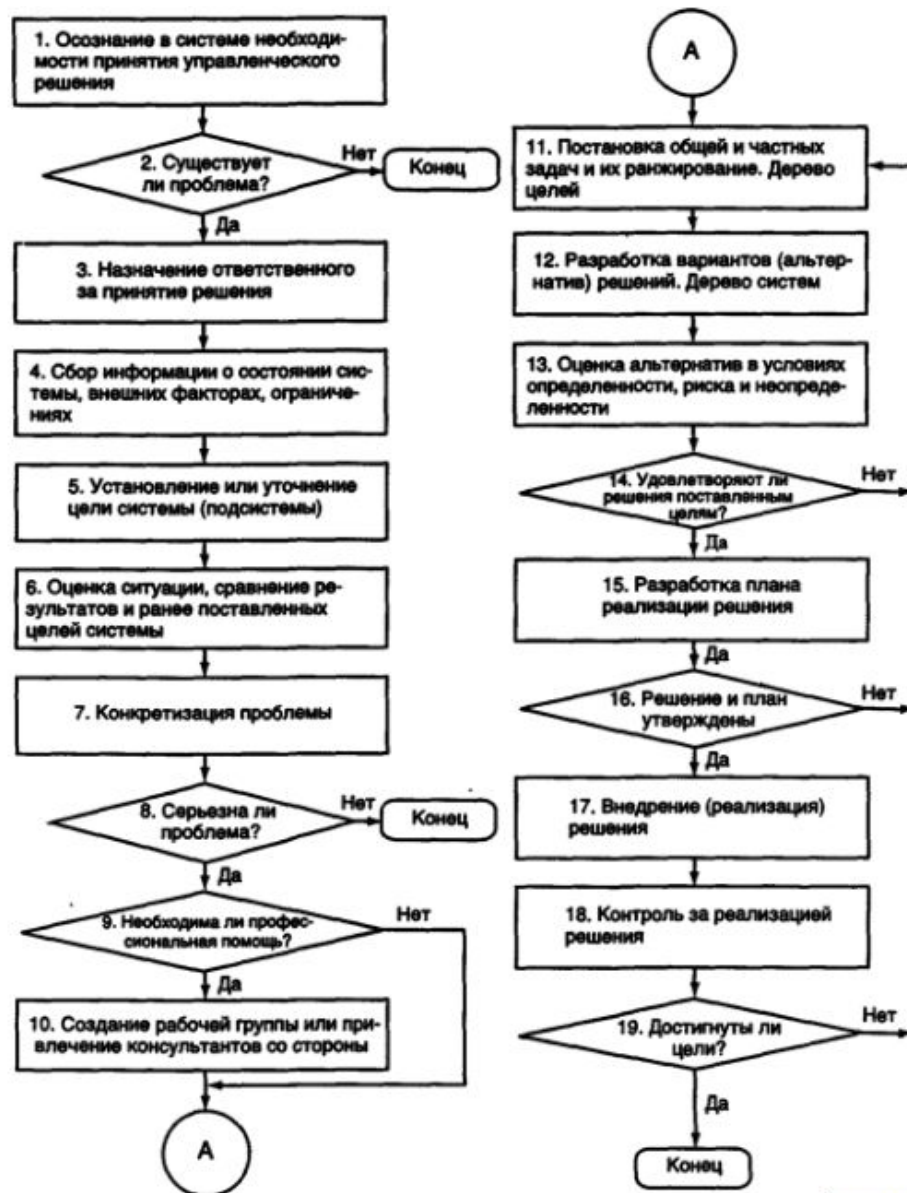 1. Осознание в системе необходи-
мости принятия управленческого
решения
2. Существует
ли проблема?
Нет
Конец
Да
3. Назначение ответственного
за принятие решения
4. Сбор информации о состоянии сис-
темы, внешних факторах, ограниче-
ниях
5. Установление или уточнение
цели системы (подсистемы)
6. Оценка ситуации, сравнение ре-
зультатов и ранее поставленных
целей системы
7. Конкретизация проблемы
8. Серьезна ли
проблема?
Нет
Конец
Да
9. Необходима ли профес-
сиональная помощь?
Нет
Да
10. Создание рабочей группы или при-
влечение консультантов со стороны
А
А
11. Постановка общей и частных
задач и их ранжирование. Дерево
целей
12. Разработка вариантов (альтер-
натив) решений. Дерево систем
13. Оценка альтернатив в условиях
определенности, риска и неопреде-
ленности
14. Удовлетворяют ли
решения поставленным
целям?
Нет
Да
15. Разработка плана
реализации решения
Да
16. Решение и план
утверждены
Нет
Да
17. Внедрение (реализация)
решения
18. Контроль за реализацией
решения
19. Достигнуты ли
цели?
Нет
Да
Конец